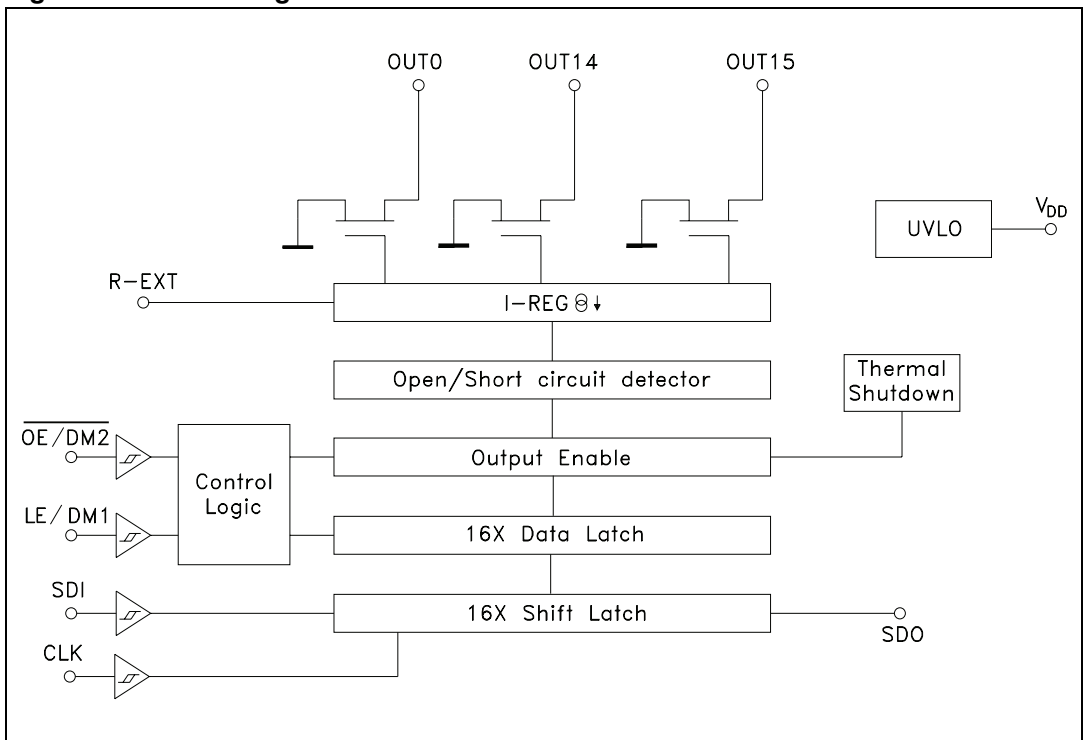 OUT0 OUT14 OUT15
UVLO
VDD
R-EXT
I-REG
Open/Short circuit detector
Thermal
Shutdown
OE/DM2
Output Enable
Control
Logic
LE/DM1
16X Data Latch
SDI
16X Shift Latch
SDO
CLK